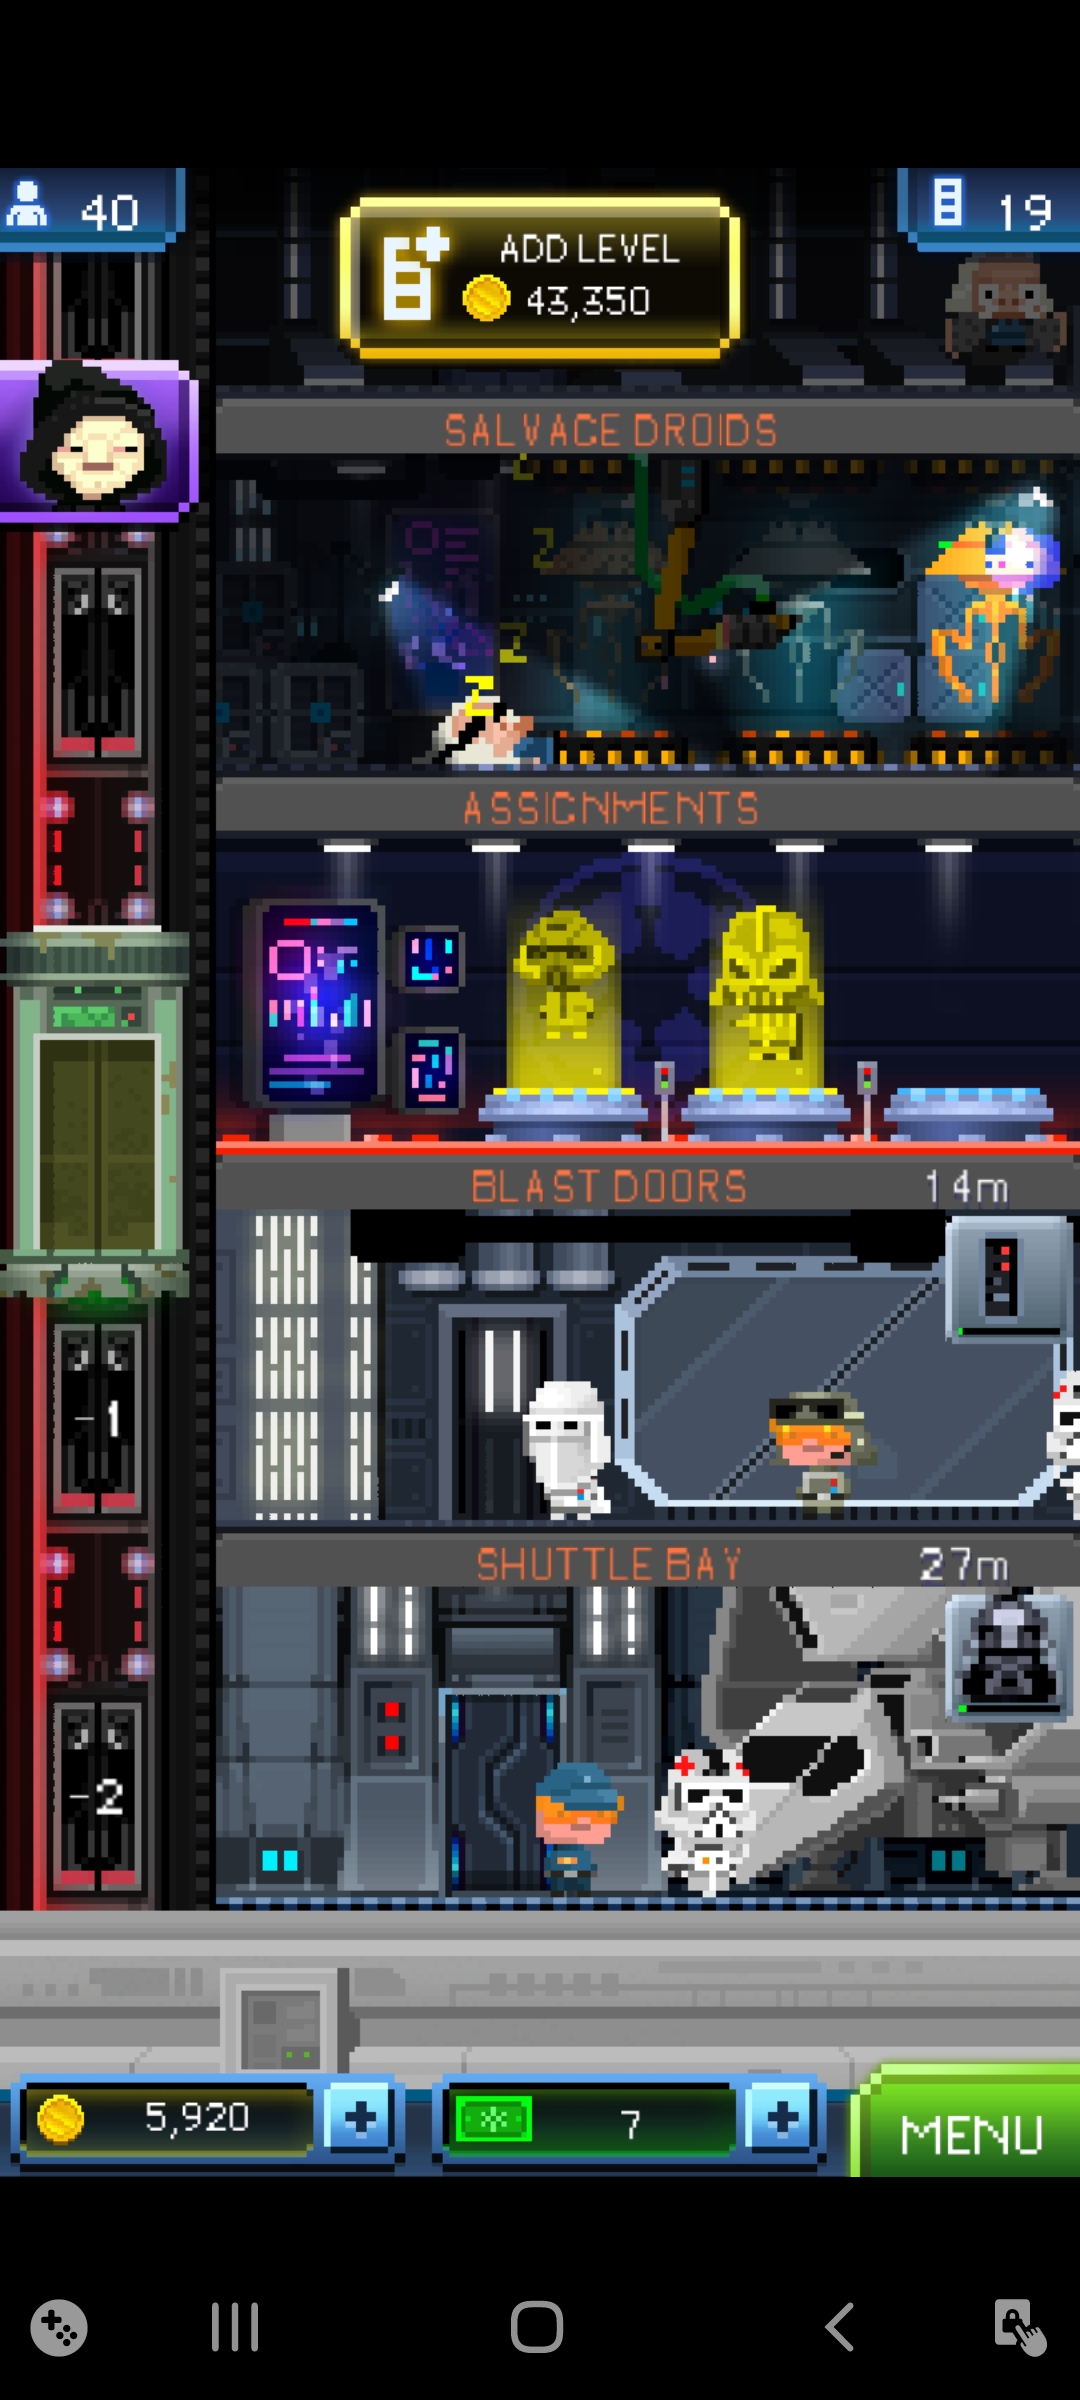 40
ADD LEVEL
43,350
19
SALVAGE DROIDS
ASSIGNMENTS
BLAST DOORS 14m
-1
SHUTTLE BAY 27m
-2
5,920
7
MENU